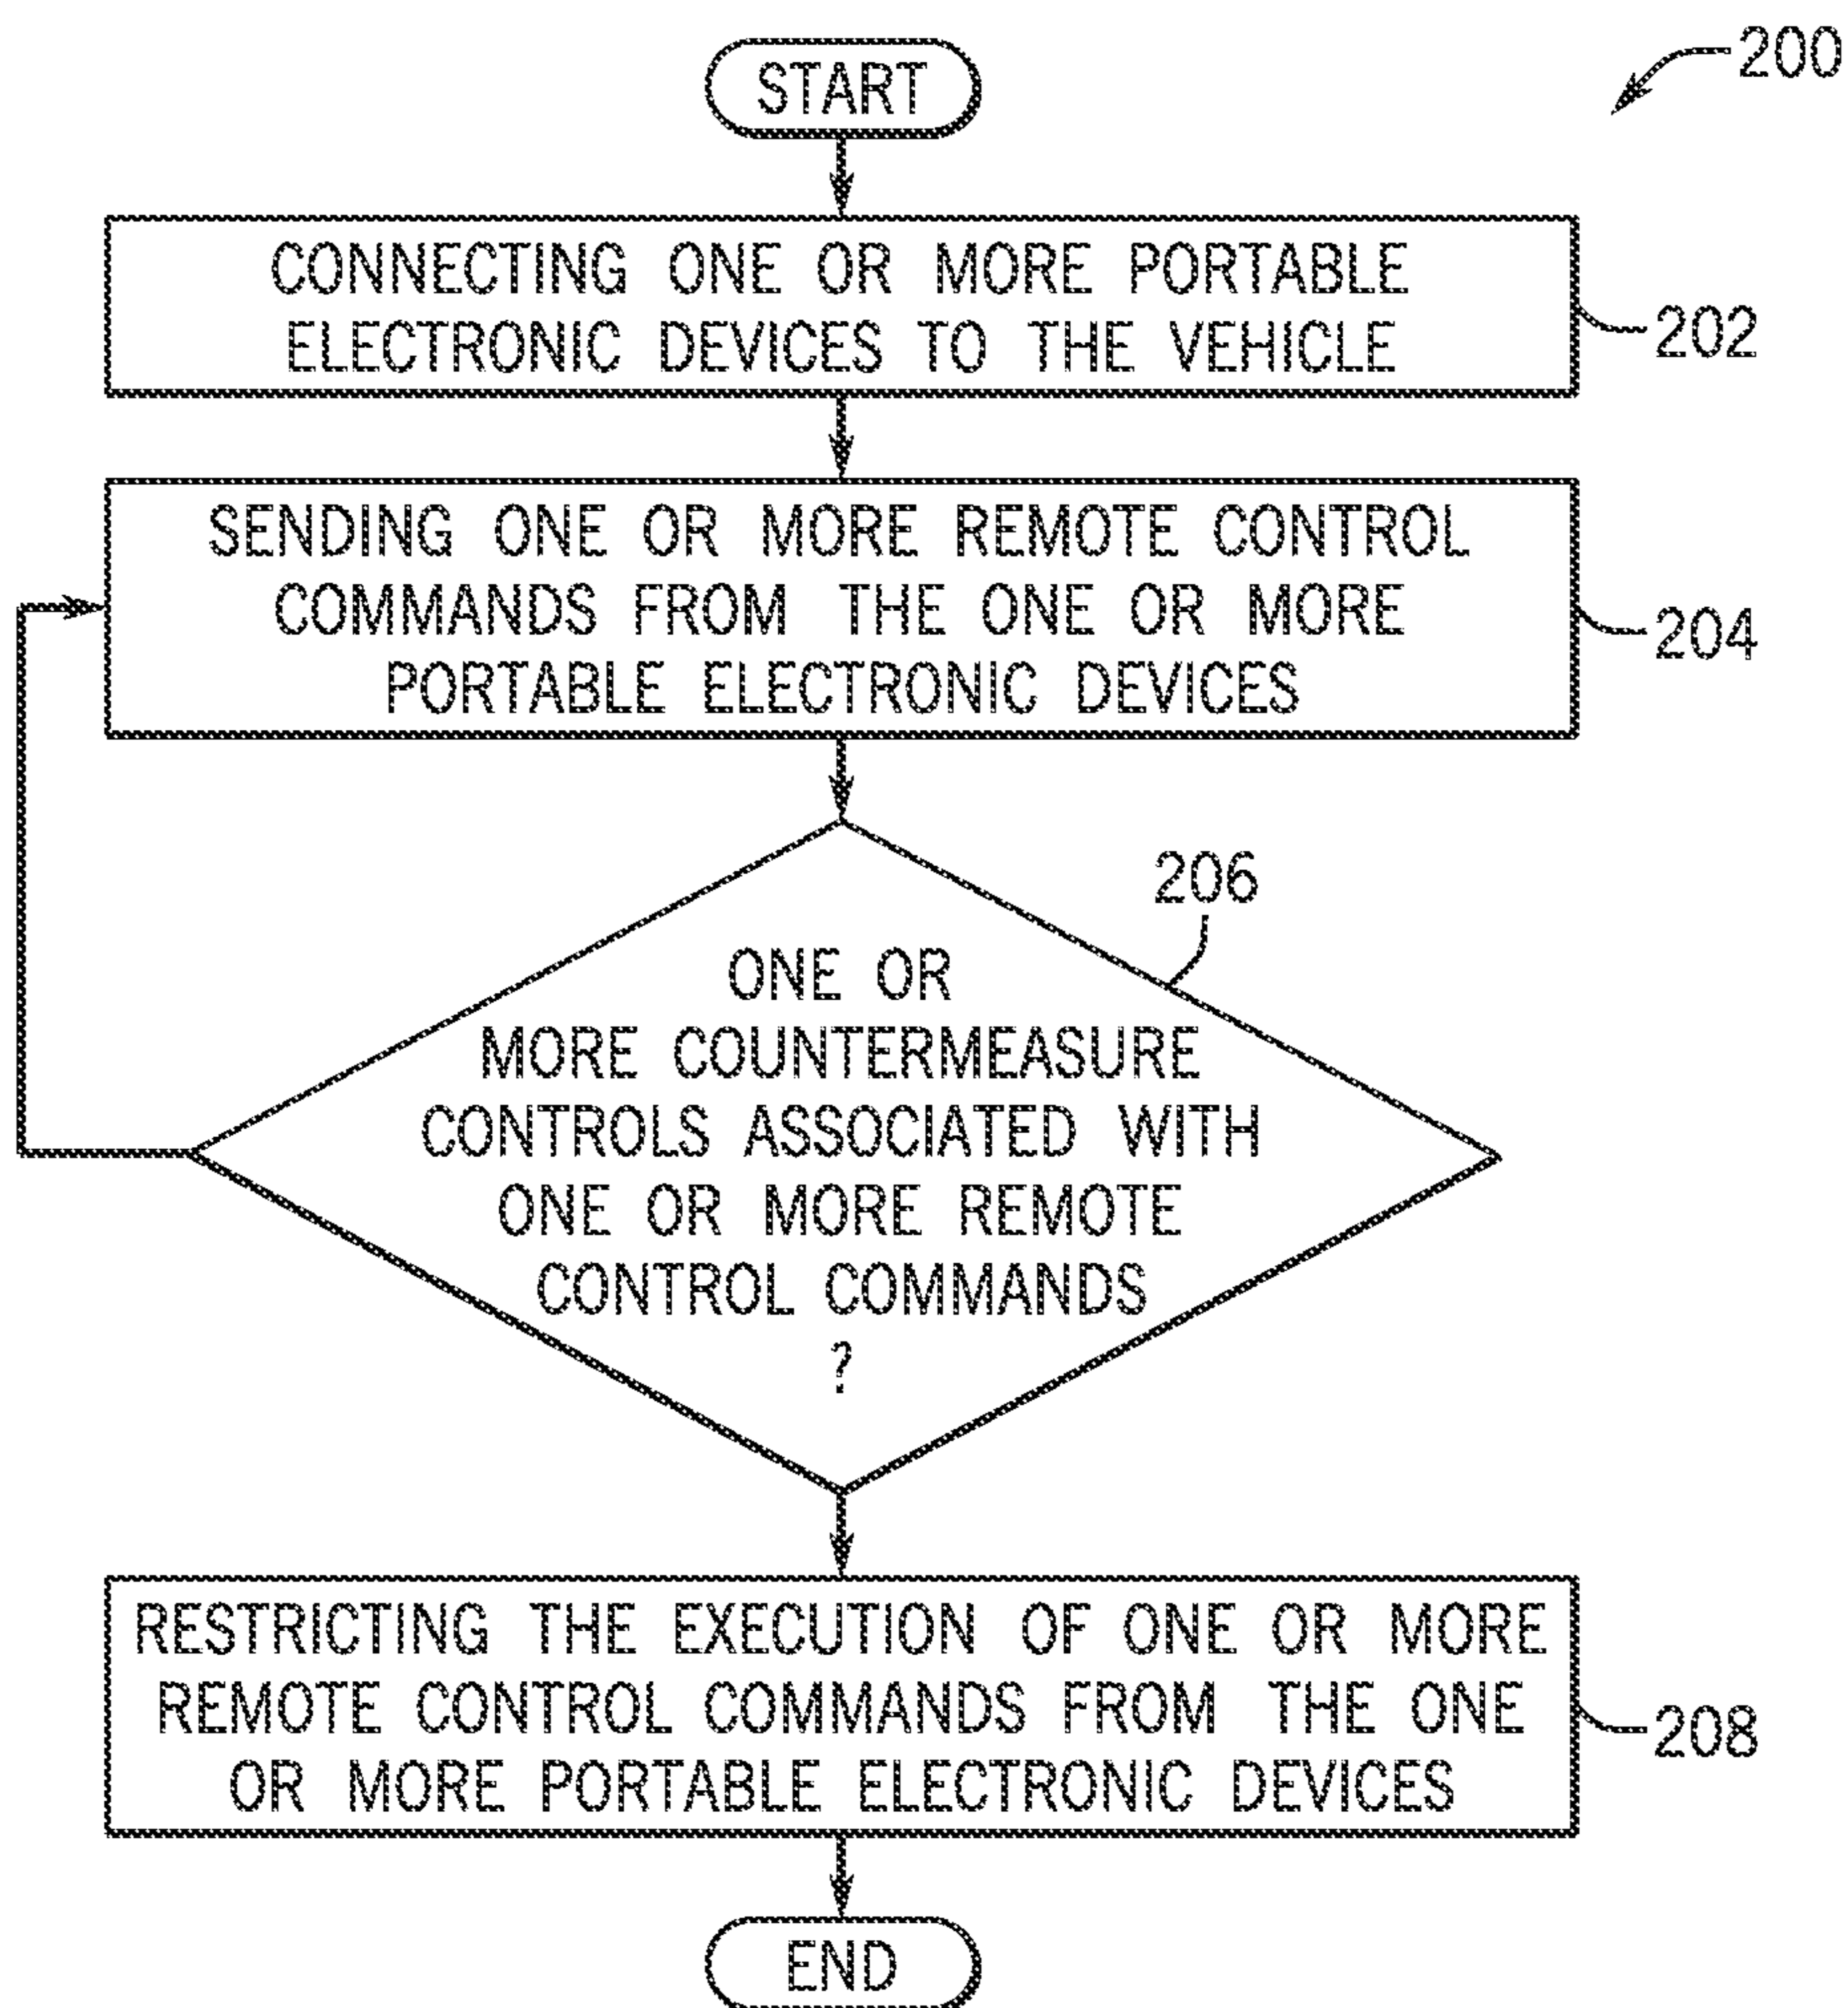 200
START
CONNECTING ONE OR MORE PORTABLE
ELECTRONIC DEVICES TO THE VEHICLE
202
SENDING ONE OR MORE REMOTE CONTROL
COMMANDS FROM THE ONE OR MORE
PORTABLE ELECTRONIC DEVICES
204
206
ONE OR
MORE COUNTERMEASURE
CONTROLS ASSOCIATED WITH
ONE OR MORE REMOTE
CONTROL COMMANDS
?
RESTRICTING THE EXECUTION OF ONE OR MORE
REMOTE CONTROL COMMANDS FROM THE ONE
OR MORE PORTABLE ELECTRONIC DEVICES
208
END